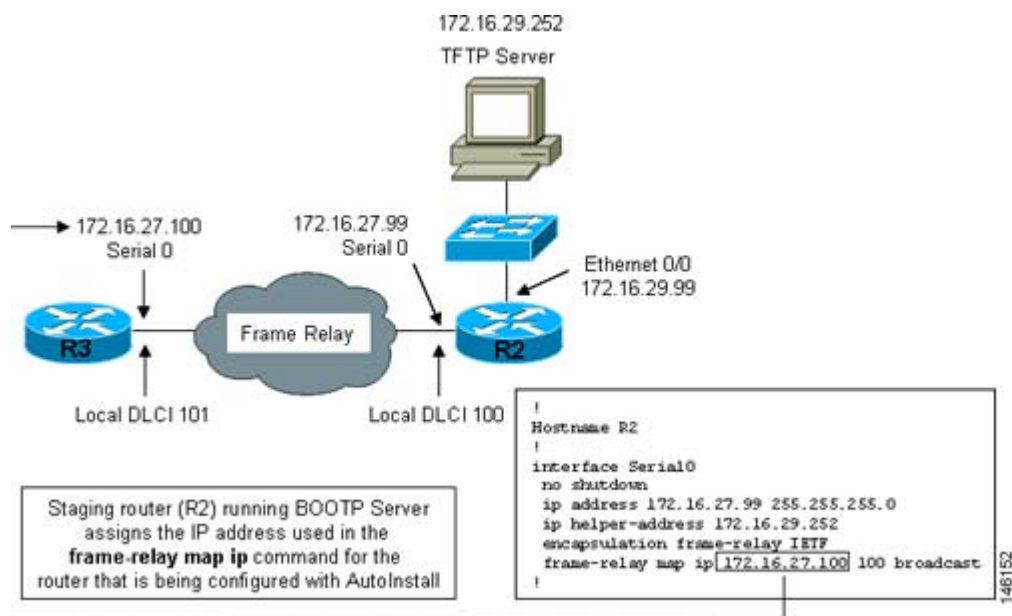 172.16.29.252
TFTP Server
172.16.27.100
Serial 0
172.16.27.99
Serial 0
Ethernet 0/0
172.16.29.99
R3
Frame Relay
R2
Local DLCI 101
Local DLCI 100
Staging router (R2) running BOOTP Server
assigns the IP address used in the
frame-relay map ip command for the
router that is being configured with AutoInstall
!
Hostname R2
!
interface Serial0
no shutdown
ip address 172.16.27.99 255.255.255.0
ip helper-address 172.16.29.252
encapsulation frame-relay IETF
frame-relay map ip 172.16.27.100 100 broadcast
!
146152